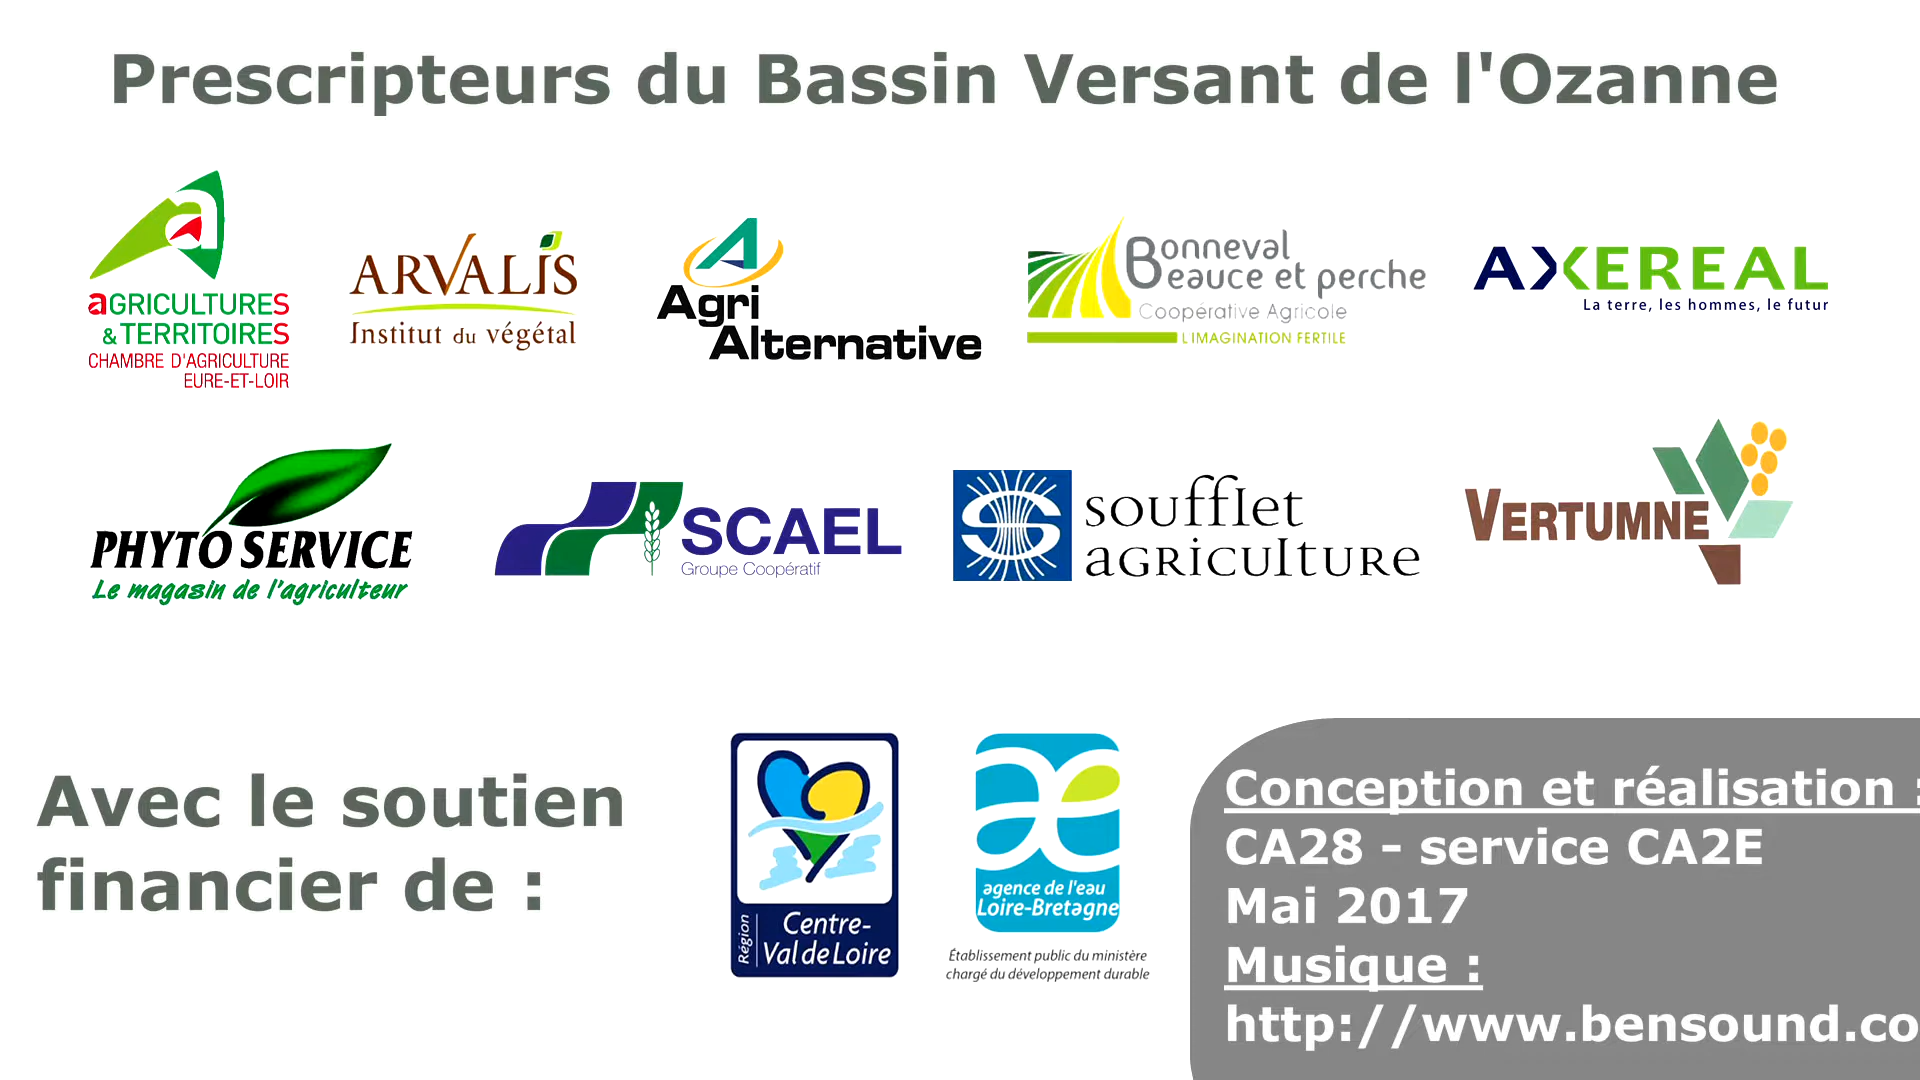 Prescripteurs du Bassin Versant de l'Ozanne
aGRICULTURES
&TERRITOIRES
CHAMBRE D'AGRICULTURE
EURE-ET-LOIR
ARVALIS
Institut du végétal
Agri
Alternative
Bonneval
Beauce et perche
Coopérative Agricole
L'IMAGINATION FERTILE
AXEREAL
La terre, les hommes, le futur
PHYTO SERVICE
Le magasin de l'agriculteur
SCAEL
Groupe Coopératif
soufflet
agriculture
VERTUMNE
Avec le soutien
financier de :
Région
Centre-
Val de Loire
agence de l'eau
Loire-Bretagne
Établissement public du ministère
chargé du développement durable
Conception et réalisation :
CA28 - service CA2E
Mai 2017
Musique :
http://www.bensound.co